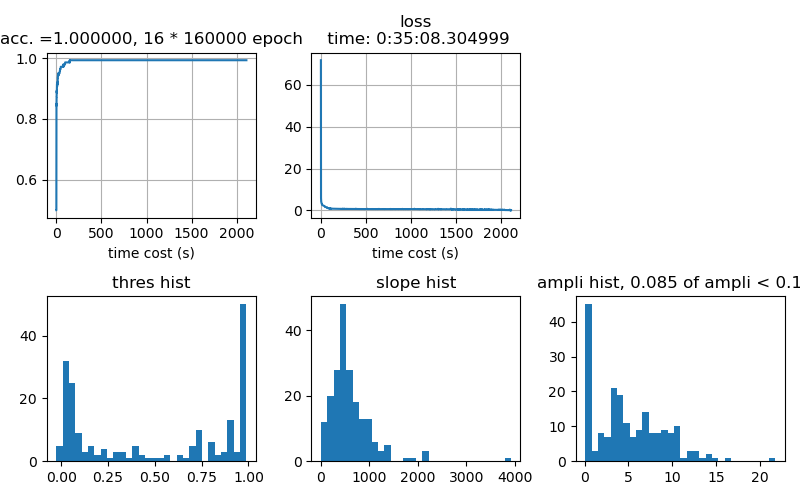 acc. =1.000000, 16 * 160000 epoch
loss
time: 0:35:08.304999
1.0
0.8
0.6
0 500 1000 1500 2000
time cost (s)
60
40
20
0
0 500 1000 1500 2000
time cost (s)
thres hist
slope hist
ampli hist, 0.085 of ampli < 0.1
40
20
0
0.00 0.25 0.50 0.75 1.00
40
20
0
0 1000 2000 3000 4000
40
30
20
10
0
0 5 10 15 20